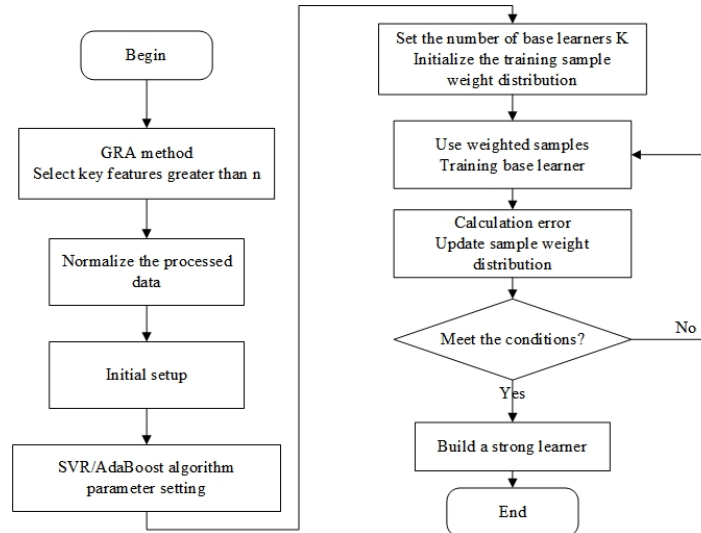 Begin
GRA method
Select key features greater than n
Normalize the processed
data
Initial setup
SVR/AdaBoost algorithm
parameter setting
Set the number of base learners K
Initialize the training sample
weight distribution
Use weighted samples
Training base learner
Calculation error
Update sample weight
distribution
Meet the conditions?
No
Yes
Build a strong learner
End